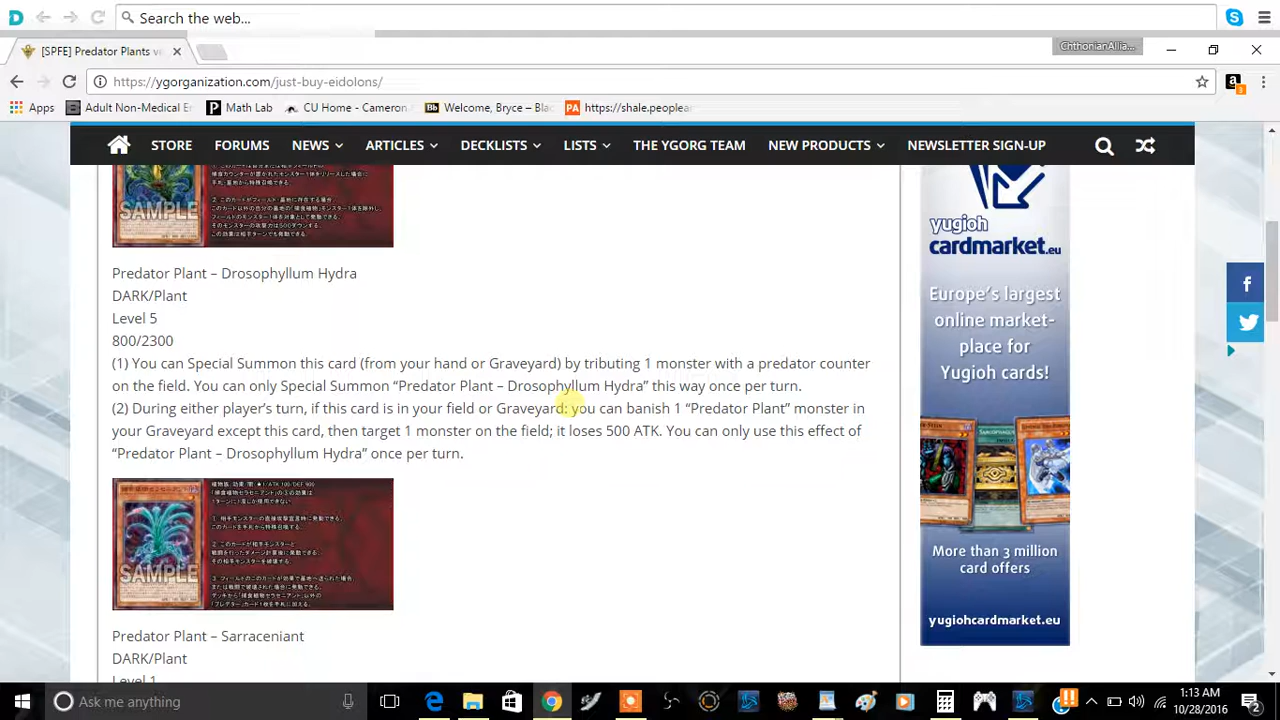 Search the web...
[SPFE] Predator Plants v
ChthonianAllia...
https://ygorganization.com/just-buy-eidolons/
Apps
Adult Non-Medical E
Math Lab
CU Home - Cameron
Welcome, Bryce – Bla
https://shale.peoplea
STORE
FORUMS
NEWS
ARTICLES
DECKLISTS
LISTS
THE YGORG TEAM
NEW PRODUCTS
NEWSLETTER SIGN-UP
SAMPLE
Predator Plant – Drosophyllum Hydra
DARK/Plant
Level 5
800/2300
(1) You can Special Summon this card (from your hand or Graveyard) by tributing 1 monster with a predator counter
on the field. You can only Special Summon “Predator Plant – Drosophyllum Hydra” this way once per turn.
(2) During either player’s turn, if this card is in your field or Graveyard: you can banish 1 “Predator Plant” monster in
your Graveyard except this card, then target 1 monster on the field; it loses 500 ATK. You can only use this effect of
“Predator Plant – Drosophyllum Hydra” once per turn.
SAMPLE
Predator Plant – Sarraceniant
DARK/Plant
Level 1
yugioh
cardmarket.eu
Europe's largest
online market-
place for
Yugioh cards!
More than 3 million
card offers
yugiohcardmarket.eu
Ask me anything
1:13 AM
10/28/2016